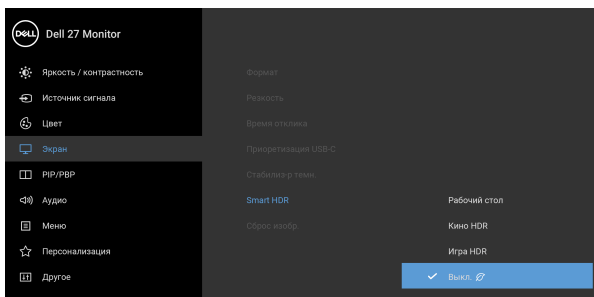 DELL Dell 27 Monitor
Яркость / контрастность Формат
Источник сигнала Резкость
Цвет Время отклика
Экран Приоретизация USB-C
PIP/PBP Стабилиз-р темн.
Аудио Smart HDR Рабочий стол
Меню Сброс изобр. Кино HDR
Персонализация Игра HDR
Другое Выкл.